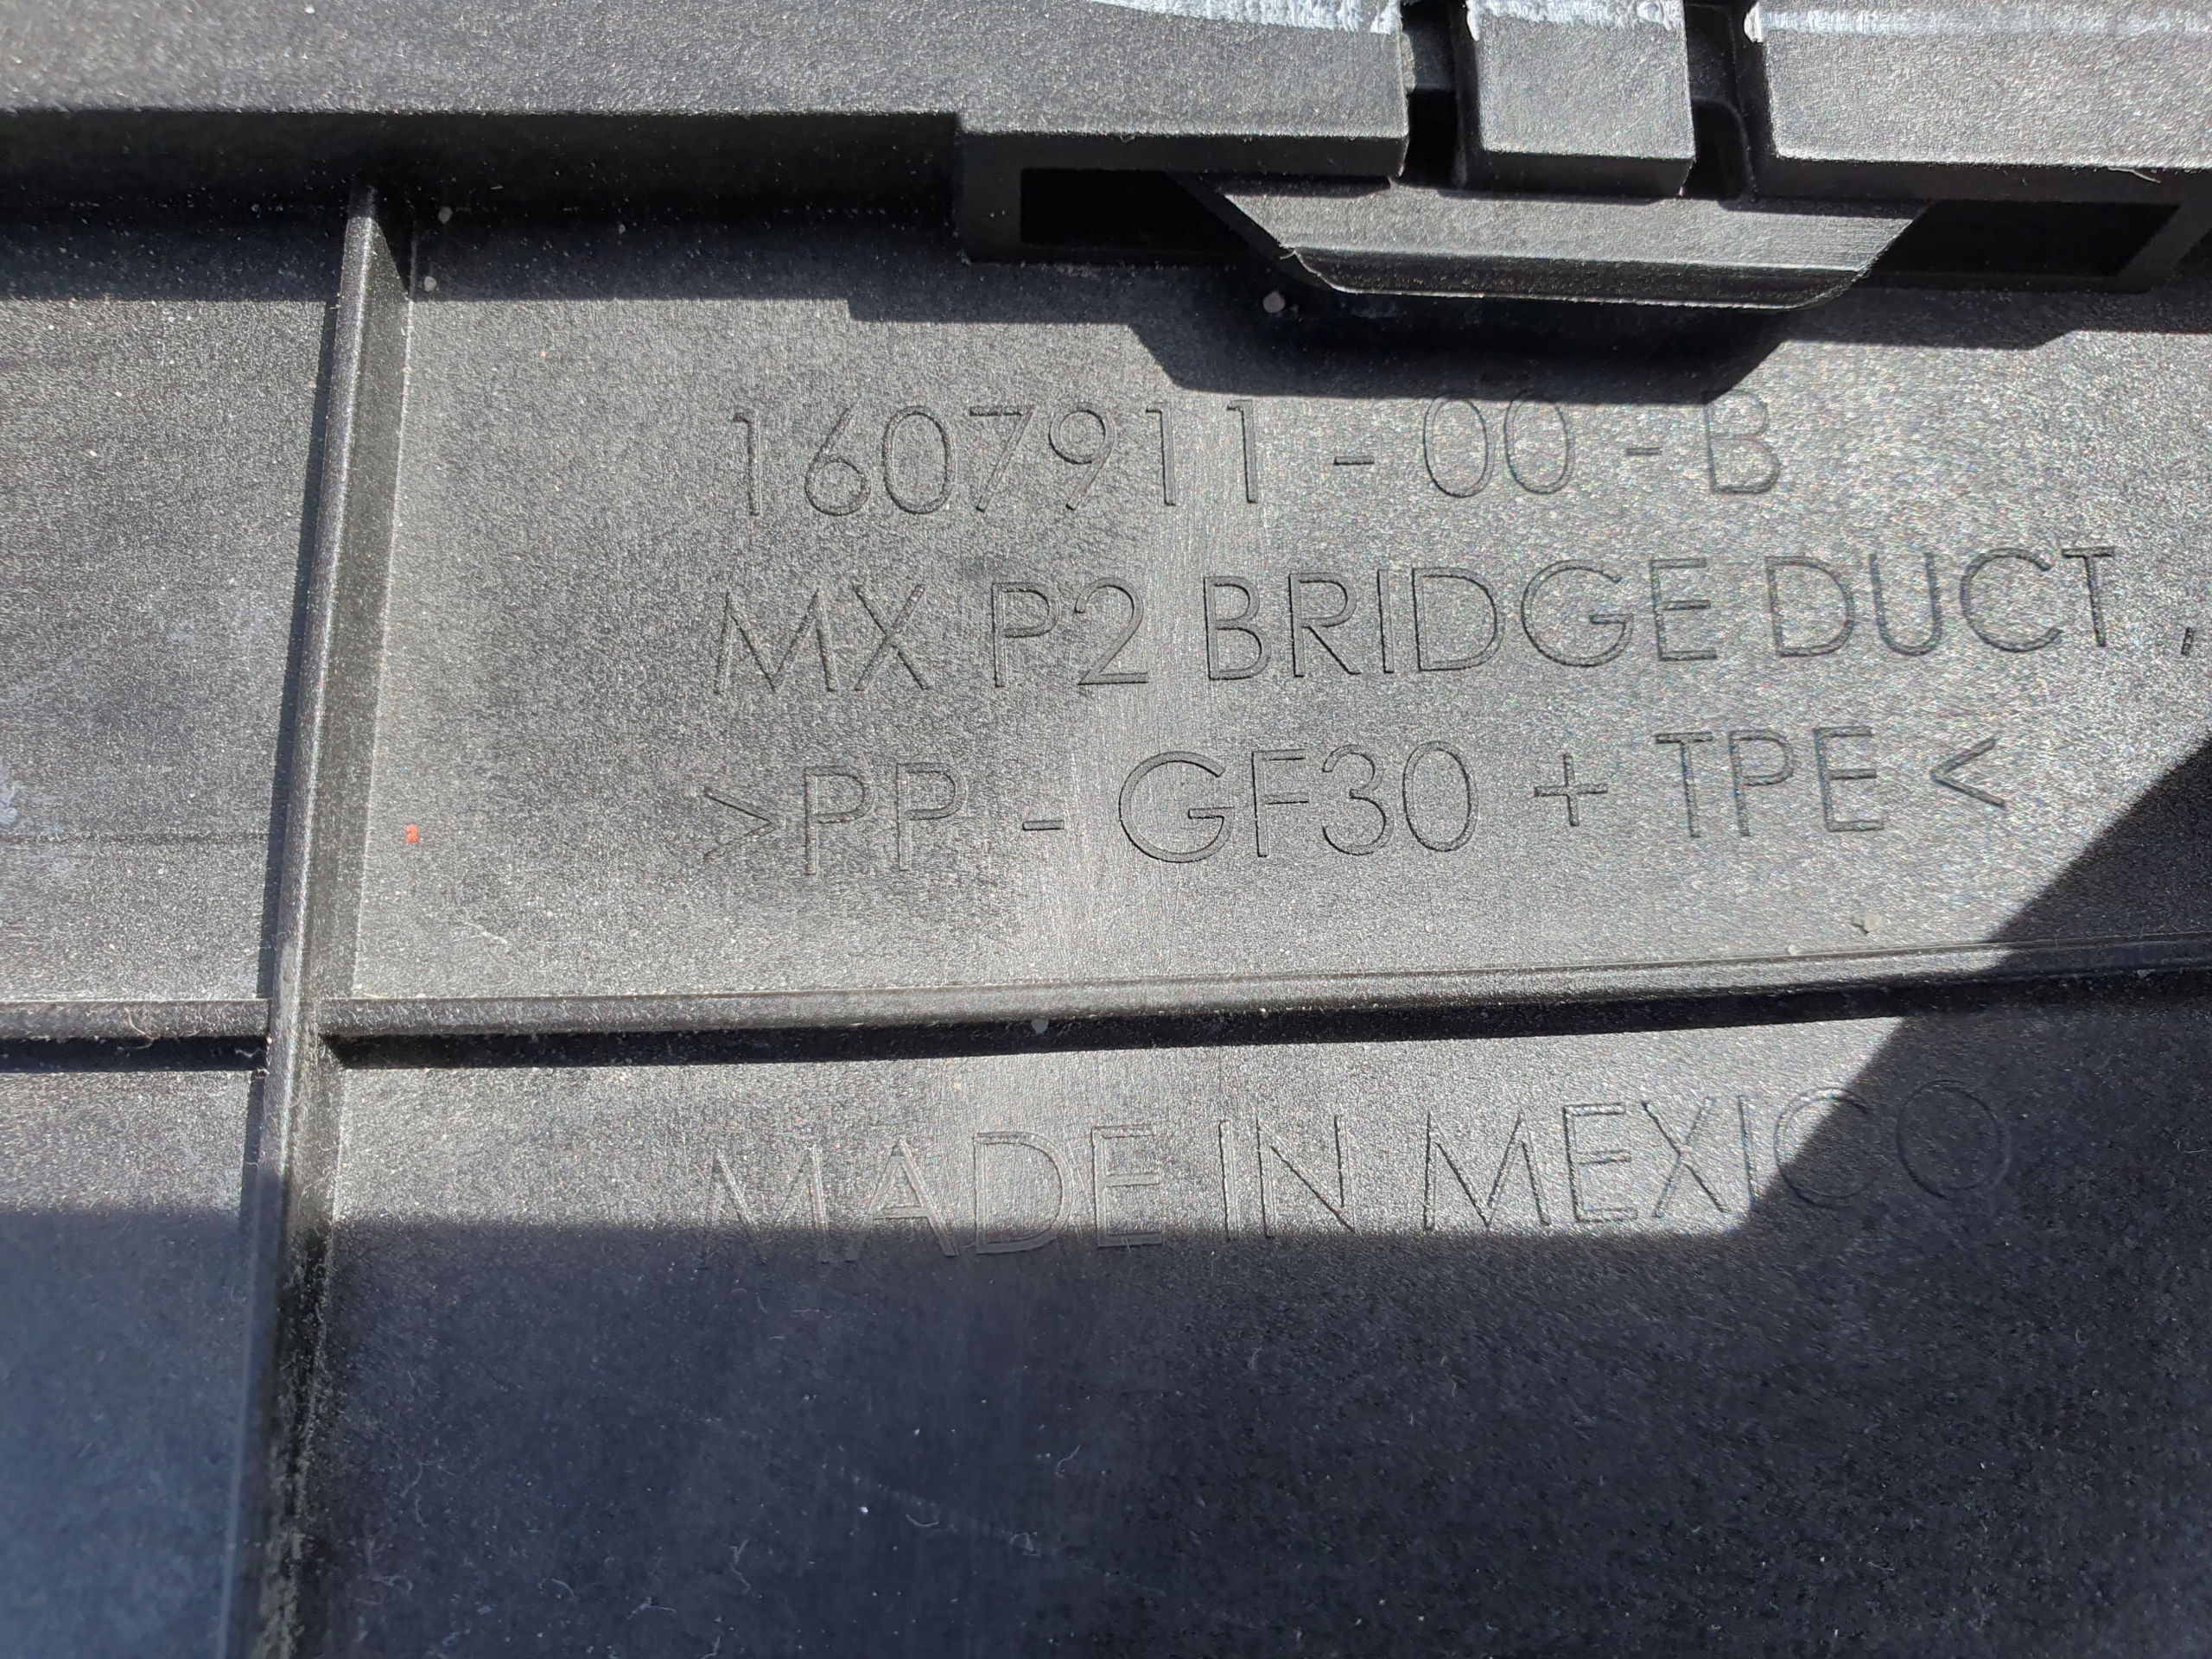 1607911 - 00 - B
MX P2 BRIDGE DUCT ,
>PP - GF30 + TPE <
MADE IN MEXICO